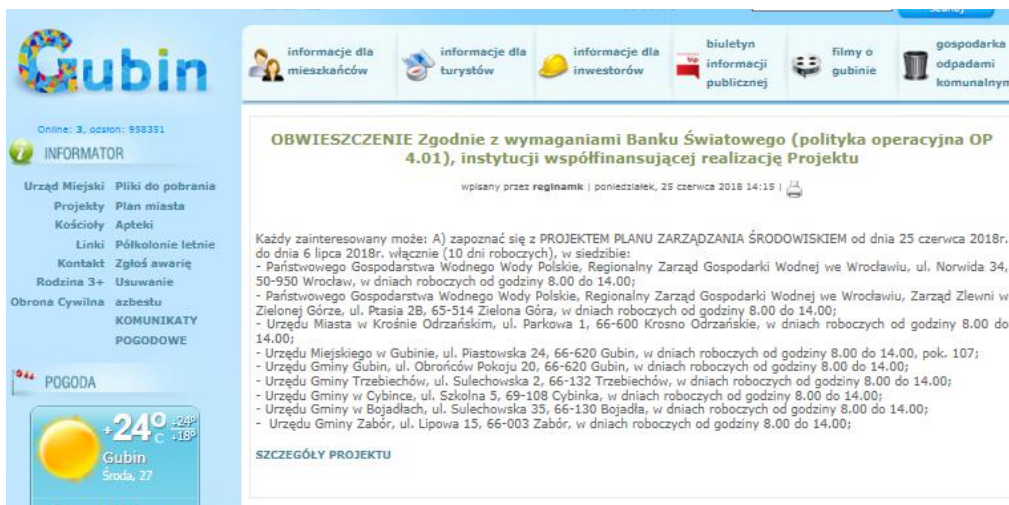 Gubin
informacje dla
mieszkańców
informacje dla
turystów
informacje dla
inwestorów
bip
biuletyn
informacji
publicznej
filmy o
gubinie
gospodarka
odpadami
komunalnym
Online: 3, odsłon: 958351
INFORMATOR
Urząd Miejski Pliki do pobrania
Projekty Plan miasta
Kościoły Apteki
Linki Półkolonie letnie
Kontakt Zgłoś awarię
Rodzina 3+ Usuwanie
Obrona Cywilna azbestu
KOMUNIKATY
POGODOWE
POGODA
+24°C +24° +18°
Gubin
Środa, 27
OBWIESZCZENIE Zgodnie z wymaganiami Banku Światowego (polityka operacyjna OP
4.01), instytucji współfinansującej realizację Projektu
wpisany przez reginamk | poniedziałek, 25 czerwca 2018 14:15 |
Każdy zainteresowany może: A) zapoznać się z PROJEKTEM PLANU ZARZĄDZANIA ŚRODOWISKIEM od dnia 25 czerwca 2018r.
do dnia 6 lipca 2018r. włącznie (10 dni roboczych), w siedzibie:
- Państwowego Gospodarstwa Wodnego Wody Polskie, Regionalny Zarząd Gospodarki Wodnej we Wrocławiu, ul. Norwida 34,
50-950 Wrocław, w dniach roboczych od godziny 8.00 do 14.00;
- Państwowego Gospodarstwa Wodnego Wody Polskie, Regionalny Zarząd Gospodarki Wodnej we Wrocławiu, Zarząd Zlewni w
Zielonej Górze, ul. Ptasia 2B, 65-514 Zielona Góra, w dniach roboczych od godziny 8.00 do 14.00;
- Urzędu Miasta w Krośnie Odrzańskim, ul. Parkowa 1, 66-600 Krosno Odrzańskie, w dniach roboczych od godziny 8.00 do
14.00;
- Urzędu Miejskiego w Gubinie, ul. Piastowska 24, 66-620 Gubin, w dniach roboczych od godziny 8.00 do 14.00, pok. 107;
- Urzędu Gminy Gubin, ul. Obrońców Pokoju 20, 66-620 Gubin, w dniach roboczych od godziny 8.00 do 14.00;
- Urzędu Gminy Trzebiechów, ul. Sulechowska 2, 66-132 Trzebiechów, w dniach roboczych od godziny 8.00 do 14.00;
- Urzędu Gminy w Cybince, ul. Szkolna 5, 69-108 Cybinka, w dniach roboczych od godziny 8.00 do 14.00;
- Urzędu Gminy w Bojadłach, ul. Sulechowska 35, 66-130 Bojadła, w dniach roboczych od godziny 8.00 do 14.00;
- Urzędu Gminy Zabór, ul. Lipowa 15, 66-003 Zabór, w dniach roboczych od godziny 8.00 do 14.00;
SZCZEGÓŁY PROJEKTU